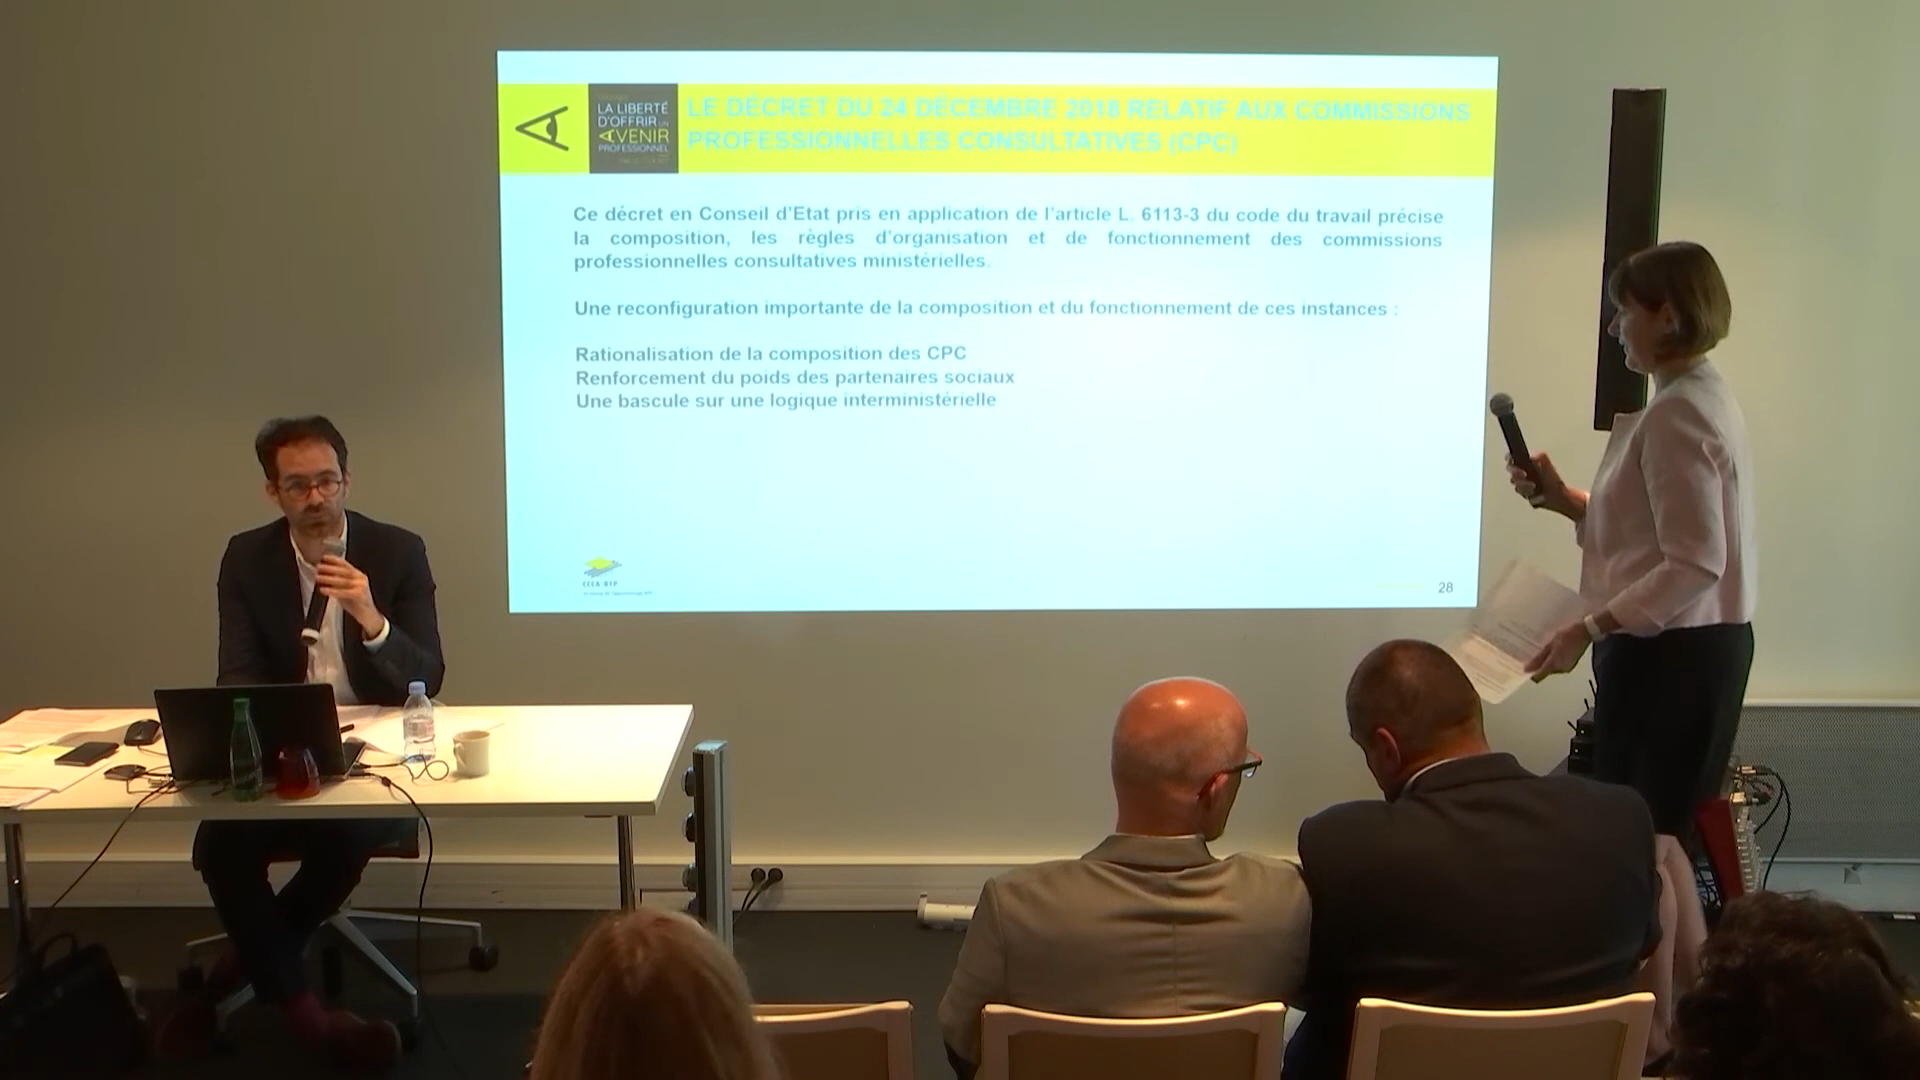 LA LIBERTÉ
D'OFFRIR UN
AVENIR
PROFESSIONNEL
LE DÉCRET DU 24 DÉCEMBRE 2018 RELATIF AUX COMMISSIONS
PROFESSIONNELLES CONSULTATIVES (CPC)
Ce décret en Conseil d'Etat pris en application de l'article L. 6113-3 du code du travail précise
la composition, les règles d'organisation et de fonctionnement des commissions
professionnelles consultatives ministérielles.
Une reconfiguration importante de la composition et du fonctionnement de ces instances :
Rationalisation de la composition des CPC
Renforcement du poids des partenaires sociaux
Une bascule sur une logique interministérielle
CCCA-BTP
28